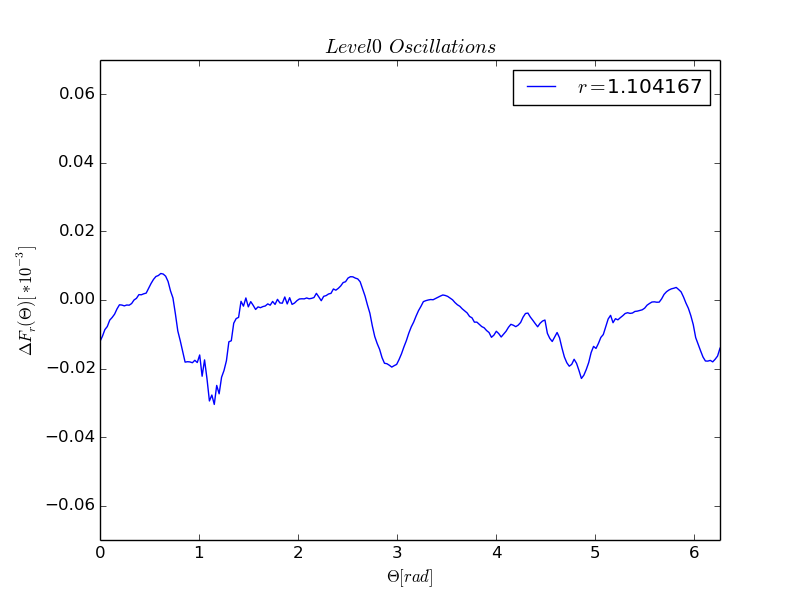 Level0 Oscillations
r=1.104167
0.06
0.04
0.02
0.00
−0.02
−0.04
−0.06
ΔF_r(Θ)[*10^{-3}]
0 1 2 3 4 5 6
Θ[rad]